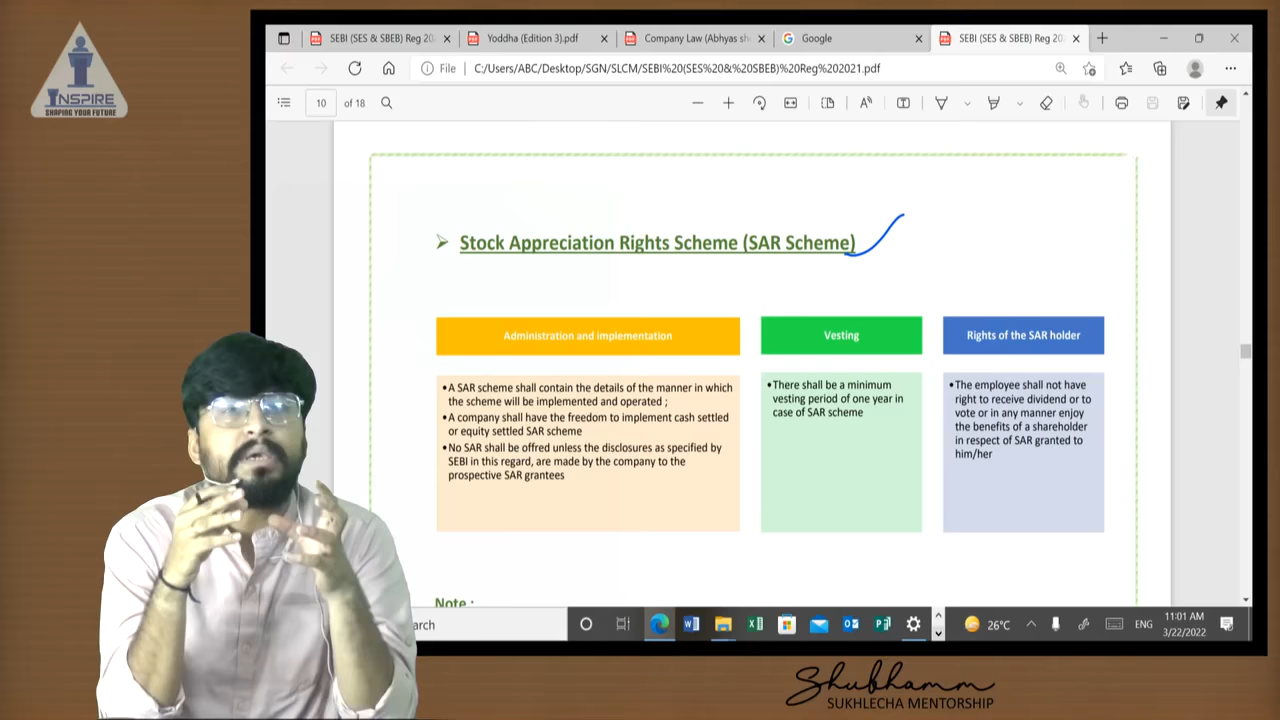 INSPIRE
SHAPING YOUR FUTURE
SEBI (SES & SBEB) Reg 20
Yoddha (Edition 3).pdf
Company Law (Abhyas sh
Google
SEBI (SES & SBEB) Reg 20
File
C:/Users/ABC/Desktop/SGN/SLCM/SEBI%20(SES%20&%20SBEB)%20Reg%202021.pdf
10 of 18
Stock Appreciation Rights Scheme (SAR Scheme)
Administration and implementation
•A SAR scheme shall contain the details of the manner in which
the scheme will be implemented and operated ;
•A company shall have the freedom to implement cash settled
or equity settled SAR scheme
•No SAR shall be offred unless the disclosures as specified by
SEBI in this regard, are made by the company to the
prospective SAR grantees
Vesting
•There shall be a minimum
vesting period of one year in
case of SAR scheme
Rights of the SAR holder
•The employee shall not have
right to receive dividend or to
vote or in any manner enjoy
the benefits of a shareholder
in respect of SAR granted to
him/her
Note :
arch
26°C
ENG
11:01 AM
3/22/2022
Shubhamm
SUKHLECHA MENTORSHIP